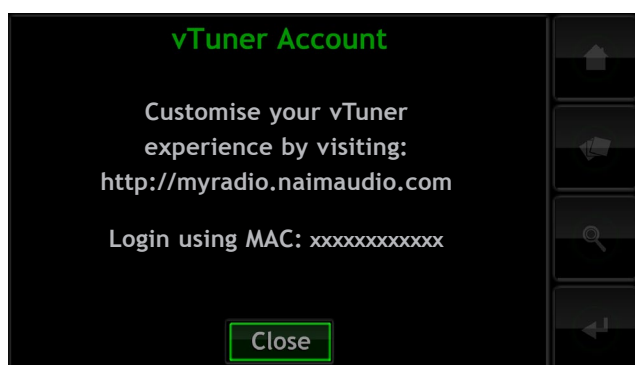 vTuner Account
Customise your vTuner
experience by visiting:
http://myradio.naimaudio.com
Login using MAC: xxxxxxxxxxxx
Close